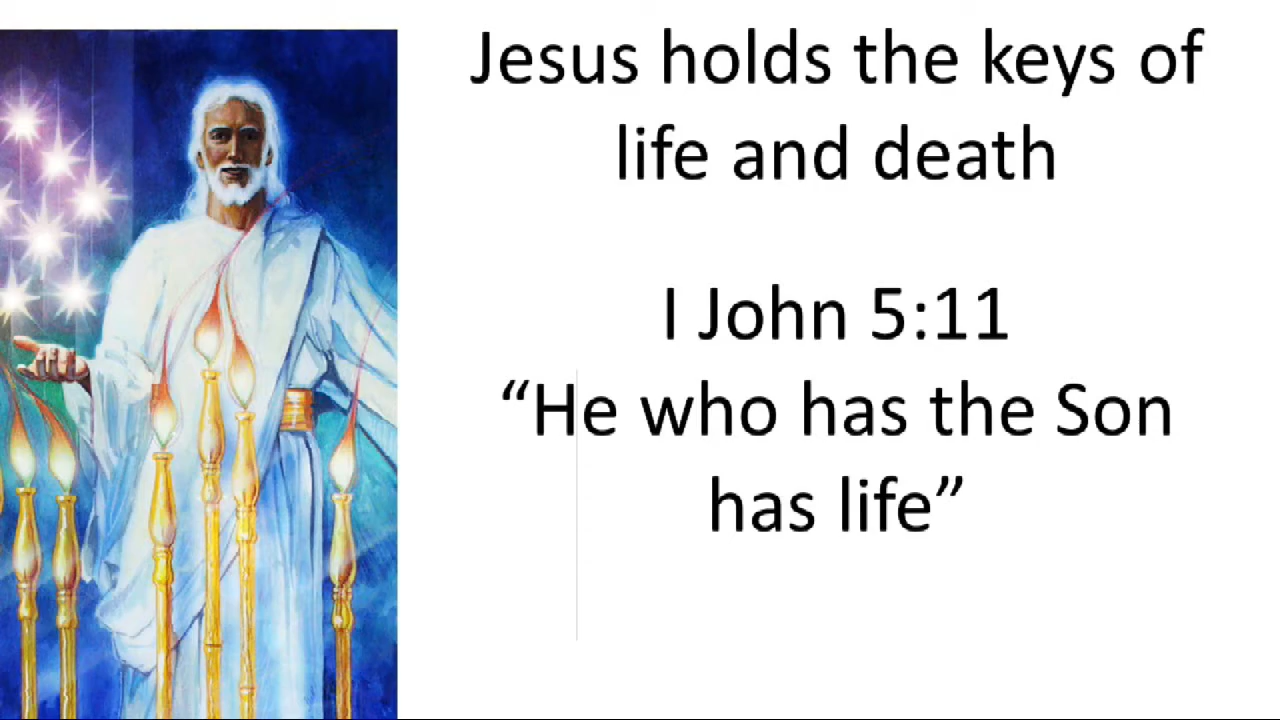 Jesus holds the keys of
life and death
I John 5:11
“He who has the Son
has life”